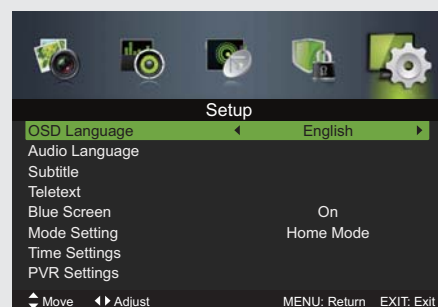 Setup
OSD Language English
Audio Language
Subtitle
Teletext
Blue Screen On
Mode Setting Home Mode
Time Settings
PVR Settings
Move Adjust MENU: Return EXIT: Exit